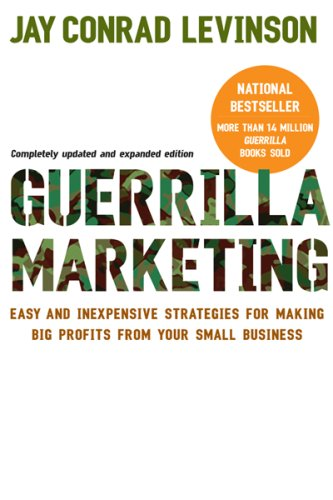 JAY CONRAD LEVINSON
NATIONAL
BESTSELLER
MORE THAN 14 MILLION
GUERRILLA
BOOKS SOLD
Completely updated and expanded edition
GUERRILLA
MARKETING
EASY AND INEXPENSIVE STRATEGIES FOR MAKING
BIG PROFITS FROM YOUR SMALL BUSINESS